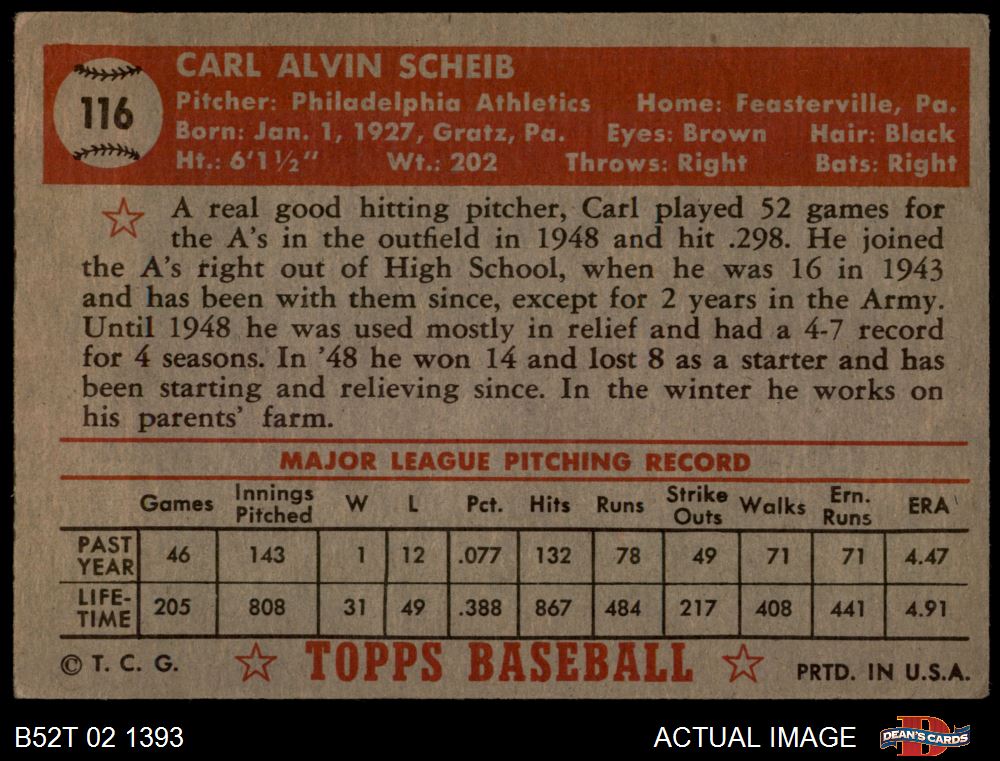 116
CARL ALVIN SCHEIB
Pitcher: Philadelphia Athletics Home: Feasterville, Pa.
Born: Jan. 1, 1927, Gratz, Pa. Eyes: Brown Hair: Black
Ht.: 6'1½" Wt.: 202 Throws: Right Bats: Right
A real good hitting pitcher, Carl played 52 games for
the A's in the outfield in 1948 and hit .298. He joined
the A's right out of High School, when he was 16 in 1943
and has been with them since, except for 2 years in the Army.
Until 1948 he was used mostly in relief and had a 4-7 record
for 4 seasons. In '48 he won 14 and lost 8 as a starter and has
been starting and relieving since. In the winter he works on
his parents' farm.
MAJOR LEAGUE PITCHING RECORD
Games Innings Pitched W L Pct. Hits Runs Strike Outs Walks Ern. Runs ERA
PAST YEAR 46 143 1 12 .077 132 78 49 71 71 4.47
LIFE-TIME 205 808 31 49 .388 867 484 217 408 441 4.91
© T. C. G. TOPPS BASEBALL PRTD. IN U.S.A.
B52T 02 1393 ACTUAL IMAGE DEAN'S CARDS